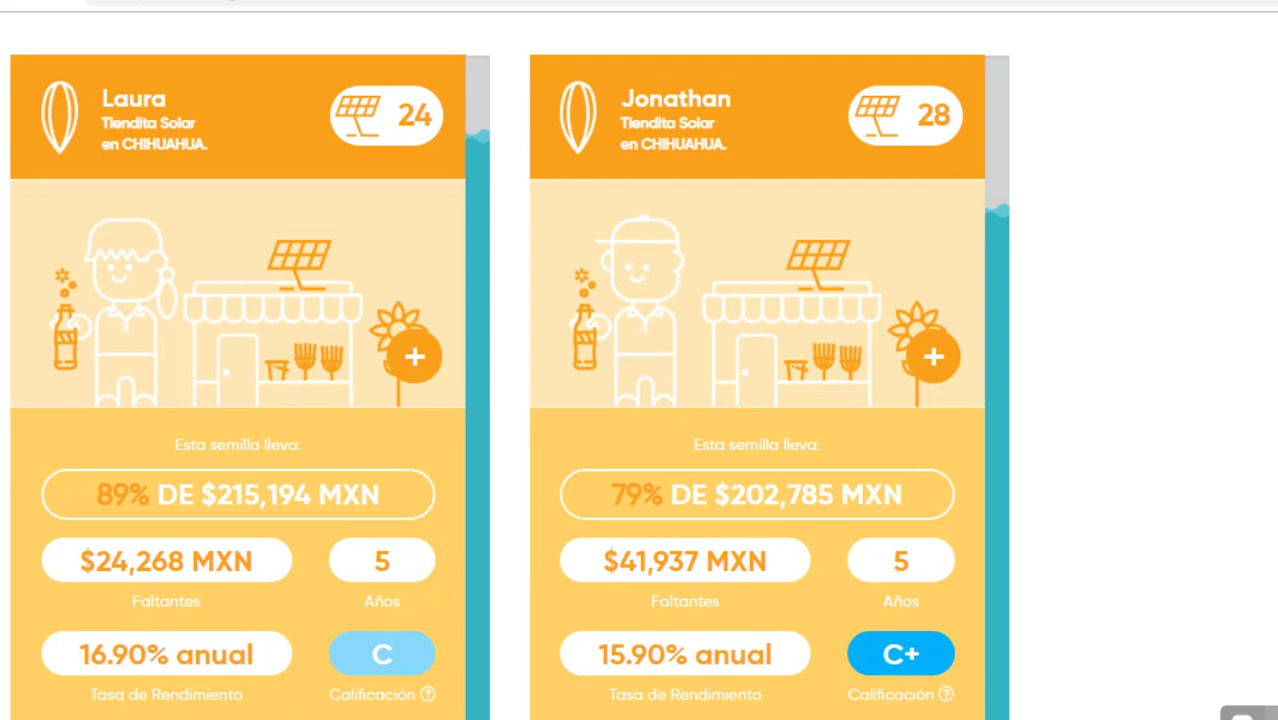 Laura
Tiendita Solar
en CHIHUAHUA.
24
Esta semilla lleva:
89% DE $215,194 MXN
$24,268 MXN
5
Faltantes
Años
16.90% anual
C
Tasa de Rendimiento
Calificación ?
Jonathan
Tiendita Solar
en CHIHUAHUA.
28
Esta semilla lleva:
79% DE $202,785 MXN
$41,937 MXN
5
Faltantes
Años
15.90% anual
C+
Tasa de Rendimiento
Calificación ?